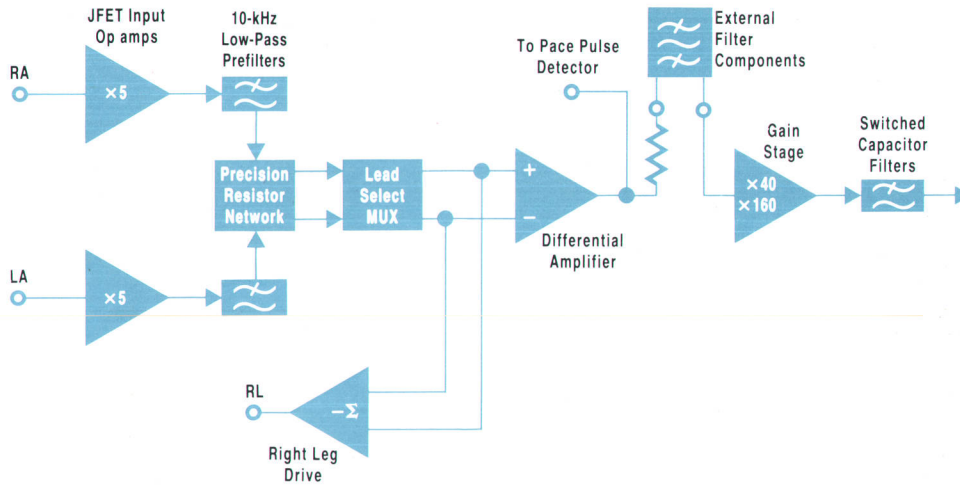 JFET Input
Op amps
10-kHz
Low-Pass
Prefilters
To Pace Pulse
Detector
External
Filter
Components
RA
×5
Gain
Stage
Switched
Capacitor
Filters
Precision
Resistor
Network
Lead
Select
MUX
+
−
×40
×160
Differential
Amplifier
LA
×5
RL
−Σ
Right Leg
Drive